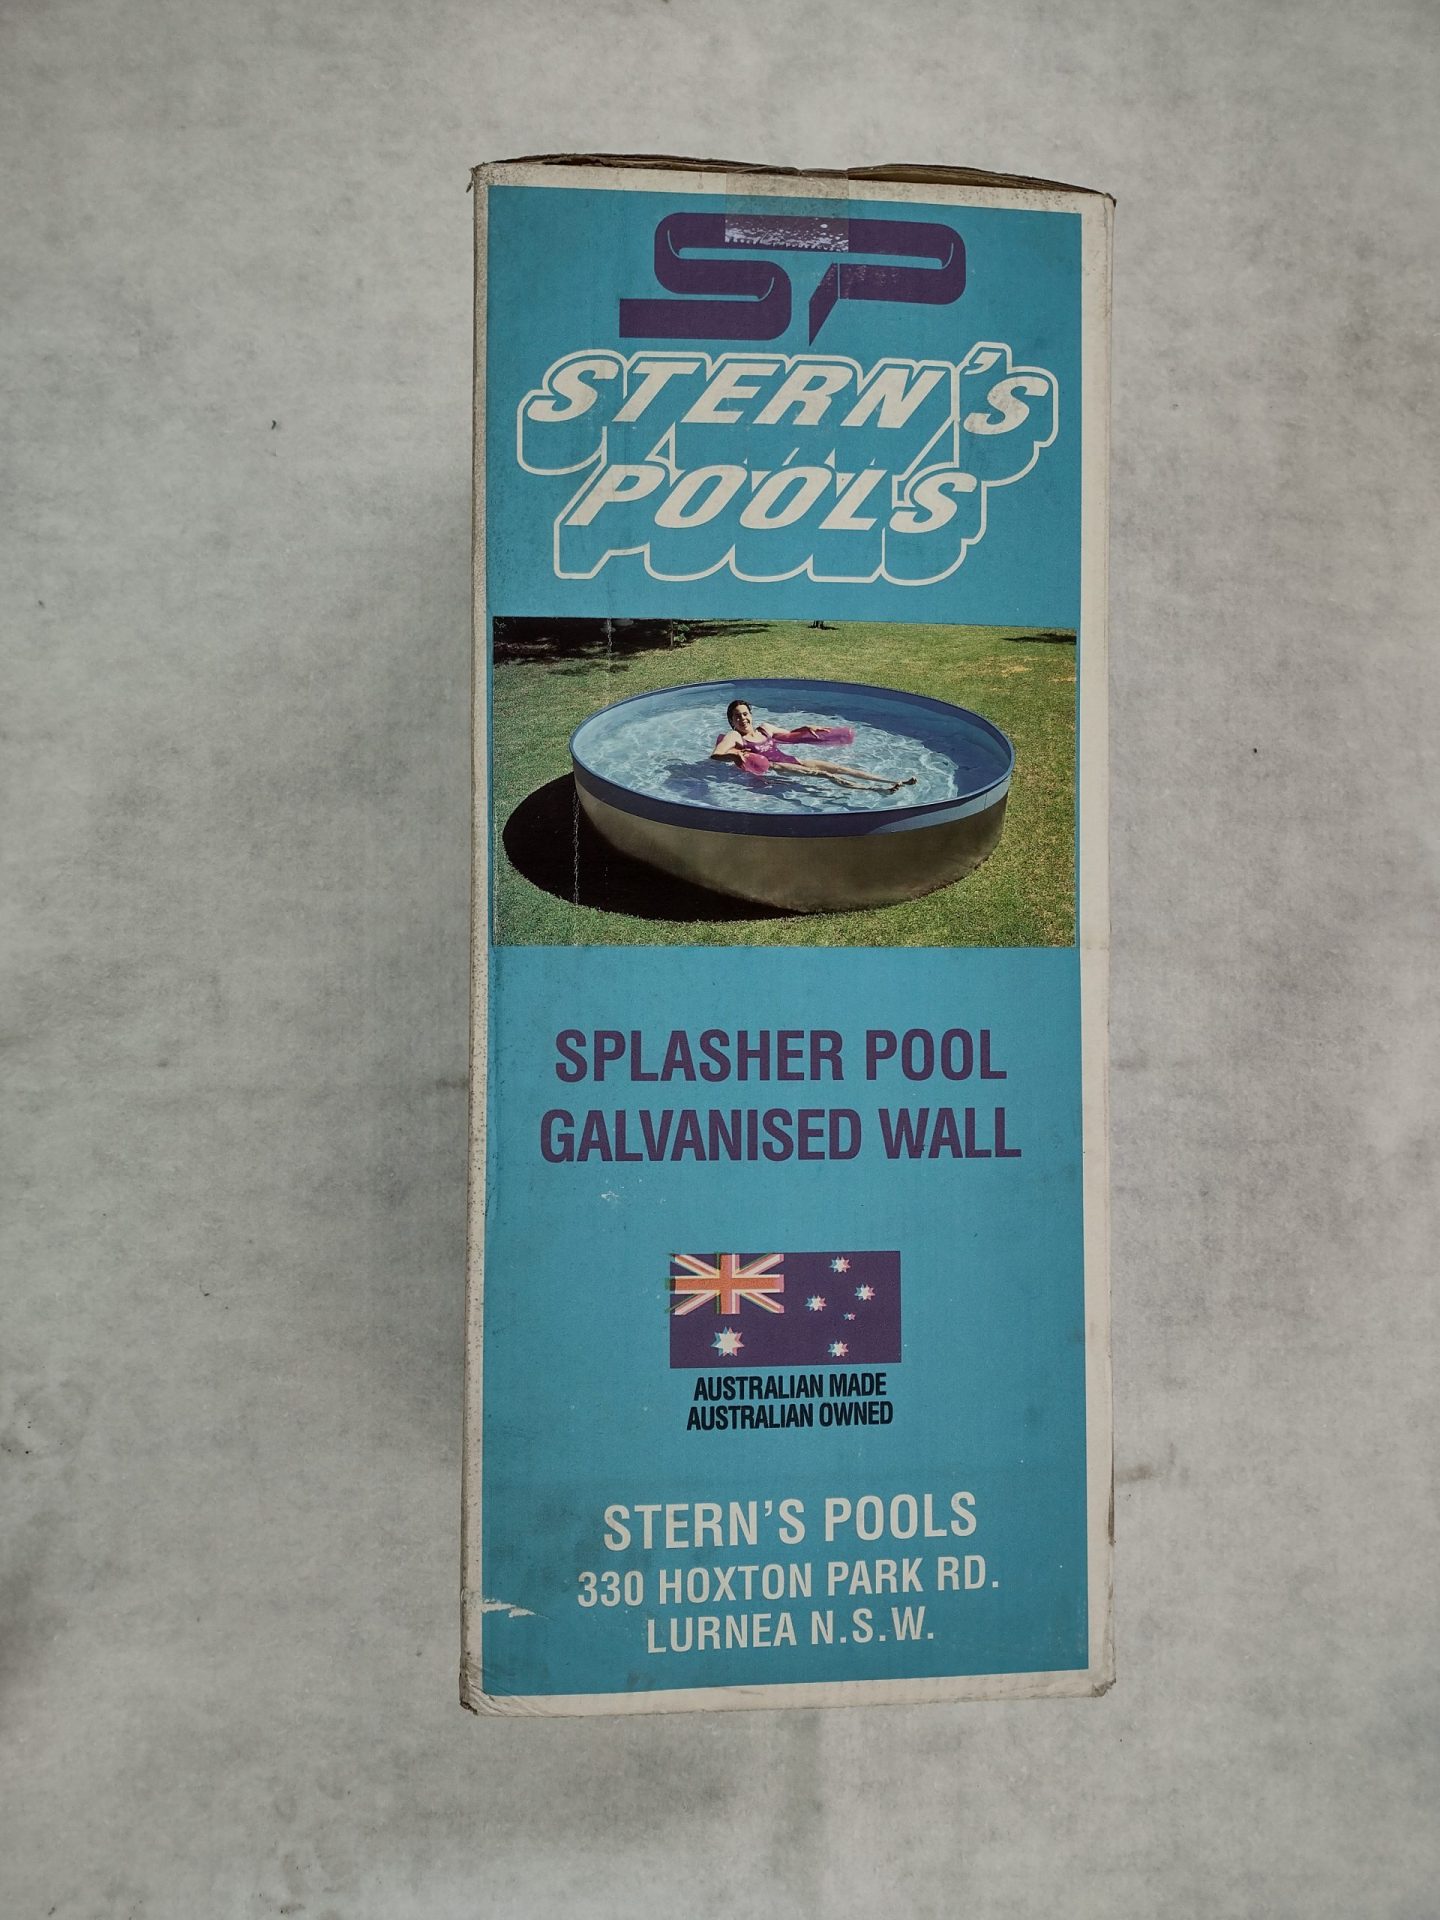 SP
STERN'S
POOLS
SPLASHER POOL
GALVANISED WALL
AUSTRALIAN MADE
AUSTRALIAN OWNED
STERN'S POOLS
330 HOXTON PARK RD.
LURNEA N.S.W.